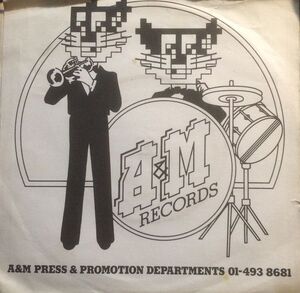 A&M
RECORDS
A&M PRESS & PROMOTION DEPARTMENTS 01-493 8681